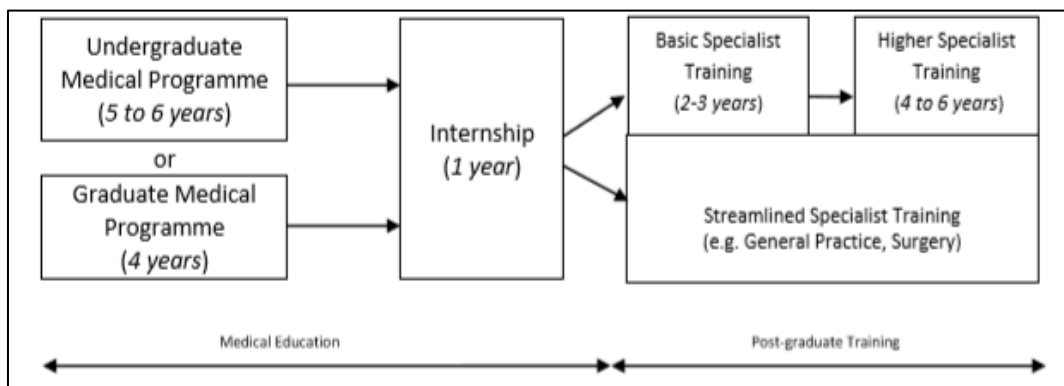 Undergraduate
Medical Programme
(5 to 6 years)
or
Graduate Medical
Programme
(4 years)
Internship
(1 year)
Basic Specialist
Training
(2-3 years)
Higher Specialist
Training
(4 to 6 years)
Streamlined Specialist Training
(e.g. General Practice, Surgery)
Medical Education
Post-graduate Training